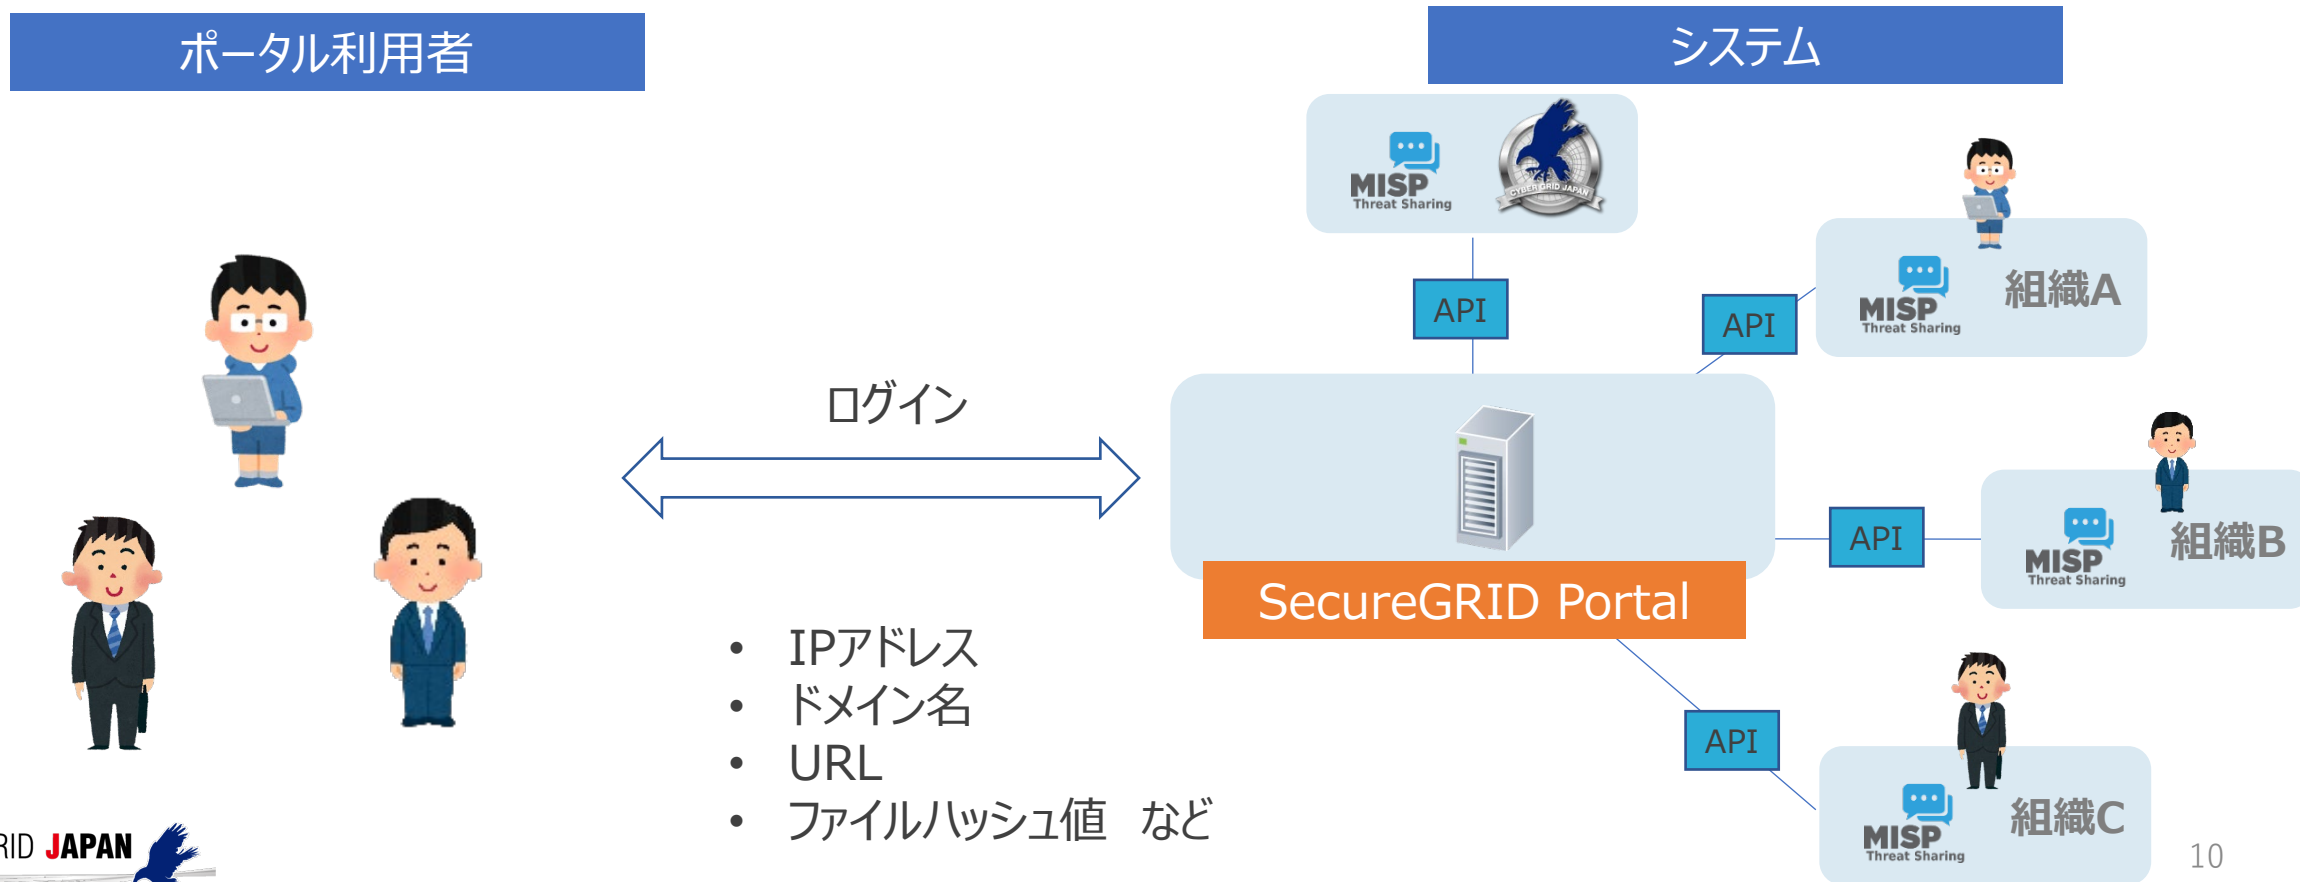 ポータル利用者
システム
MISP
Threat Sharing
CYBER GRID JAPAN
API
API
MISP
Threat Sharing
組織A
ログイン
SecureGRID Portal
API
MISP
Threat Sharing
組織B
• IPアドレス
• ドメイン名
• URL
• ファイルハッシュ値　など
API
MISP
Threat Sharing
組織C
RID JAPAN
10